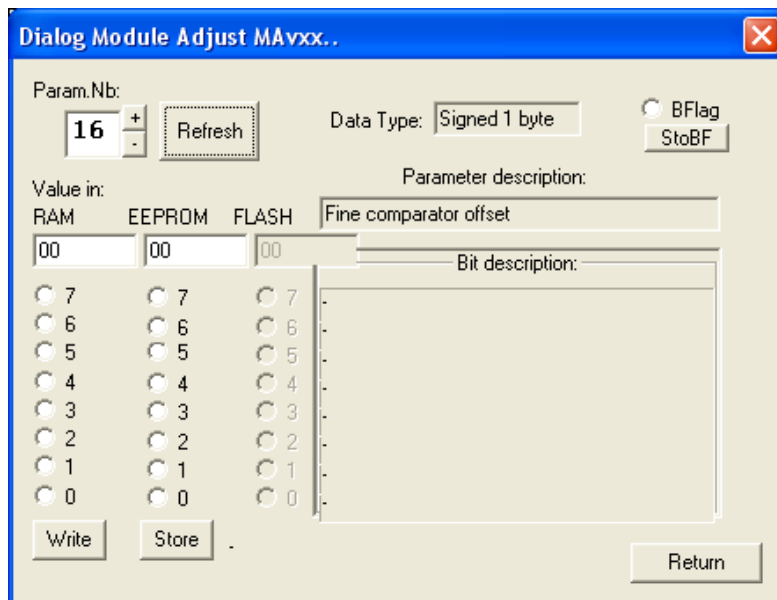 Dialog Module Adjust MAvxx..
Param.Nb:
16 + - Refresh
Data Type: Signed 1 byte
BFlag
StoBF
Parameter description:
Fine comparator offset
Value in:
RAM EEPROM FLASH
00 00 00
Bit description:
7 7 7 -
6 6 6 -
5 5 5 -
4 4 4 -
3 3 3 -
2 2 2 -
1 1 1 -
0 0 0 -
Write Store -
Return